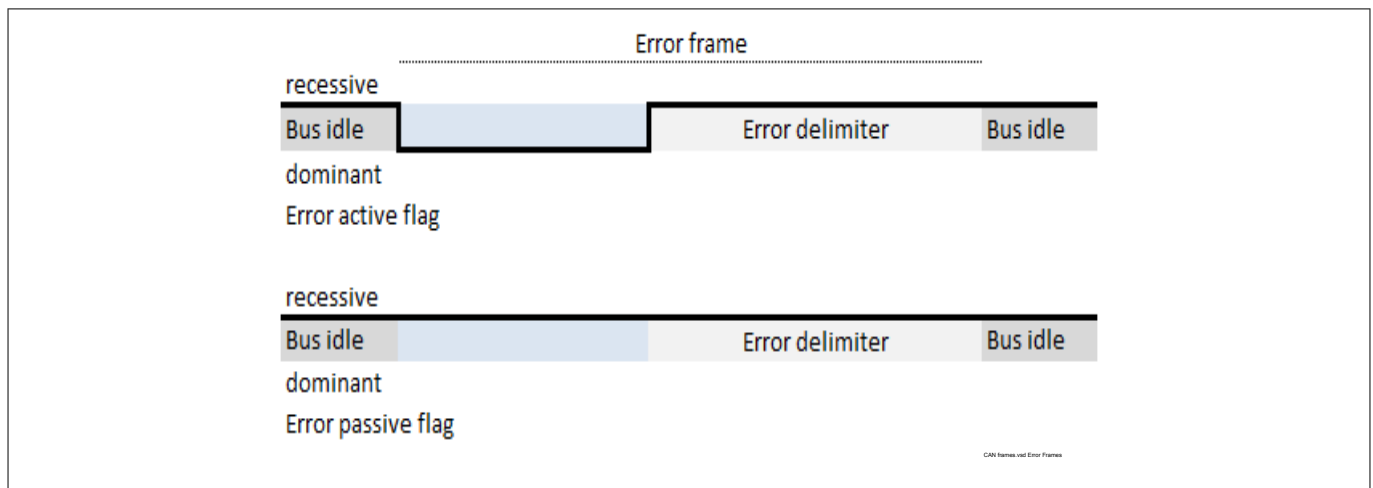 Error frame
recessive
Bus idle Error delimiter Bus idle
dominant
Error active flag
recessive
Bus idle Error delimiter Bus idle
dominant
Error passive flag
CAN frames.vsd Error Frames